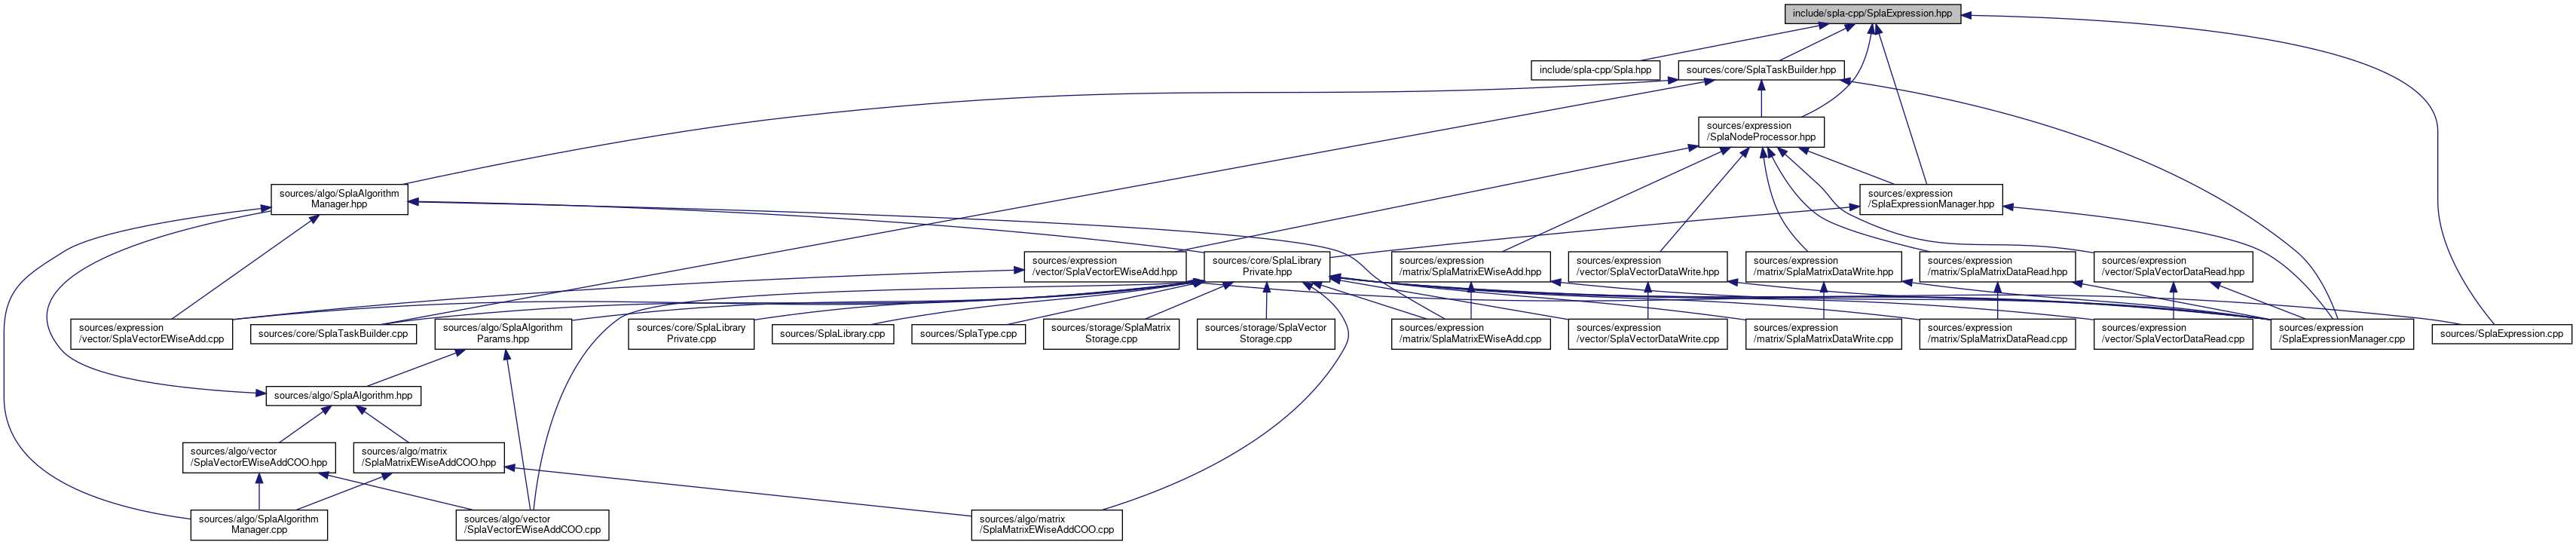 include/spla-cpp/SplaExpression.hpp
include/spla-cpp/Spla.hpp
sources/core/SplaTaskBuilder.hpp
sources/expression
/SplaNodeProcessor.hpp
sources/algo/SplaAlgorithm
Manager.hpp
sources/expression
/SplaExpressionManager.hpp
sources/expression
/vector/SplaVectorEWiseAdd.hpp
sources/core/SplaLibrary
Private.hpp
sources/expression
/matrix/SplaMatrixEWiseAdd.hpp
sources/expression
/vector/SplaVectorDataWrite.hpp
sources/expression
/matrix/SplaMatrixDataWrite.hpp
sources/expression
/matrix/SplaMatrixDataRead.hpp
sources/expression
/vector/SplaVectorDataRead.hpp
sources/expression
/vector/SplaVectorEWiseAdd.cpp
sources/core/SplaTaskBuilder.cpp
sources/algo/SplaAlgorithm
Params.hpp
sources/core/SplaLibrary
Private.cpp
sources/SplaLibrary.cpp
sources/SplaType.cpp
sources/storage/SplaMatrix
Storage.cpp
sources/storage/SplaVector
Storage.cpp
sources/expression
/matrix/SplaMatrixEWiseAdd.cpp
sources/expression
/vector/SplaVectorDataWrite.cpp
sources/expression
/matrix/SplaMatrixDataWrite.cpp
sources/expression
/matrix/SplaMatrixDataRead.cpp
sources/expression
/vector/SplaVectorDataRead.cpp
sources/expression
/SplaExpressionManager.cpp
sources/SplaExpression.cpp
sources/algo/SplaAlgorithm.hpp
sources/algo/vector
/SplaVectorEWiseAddCOO.hpp
sources/algo/matrix
/SplaMatrixEWiseAddCOO.hpp
sources/algo/SplaAlgorithm
Manager.cpp
sources/algo/vector
/SplaVectorEWiseAddCOO.cpp
sources/algo/matrix
/SplaMatrixEWiseAddCOO.cpp